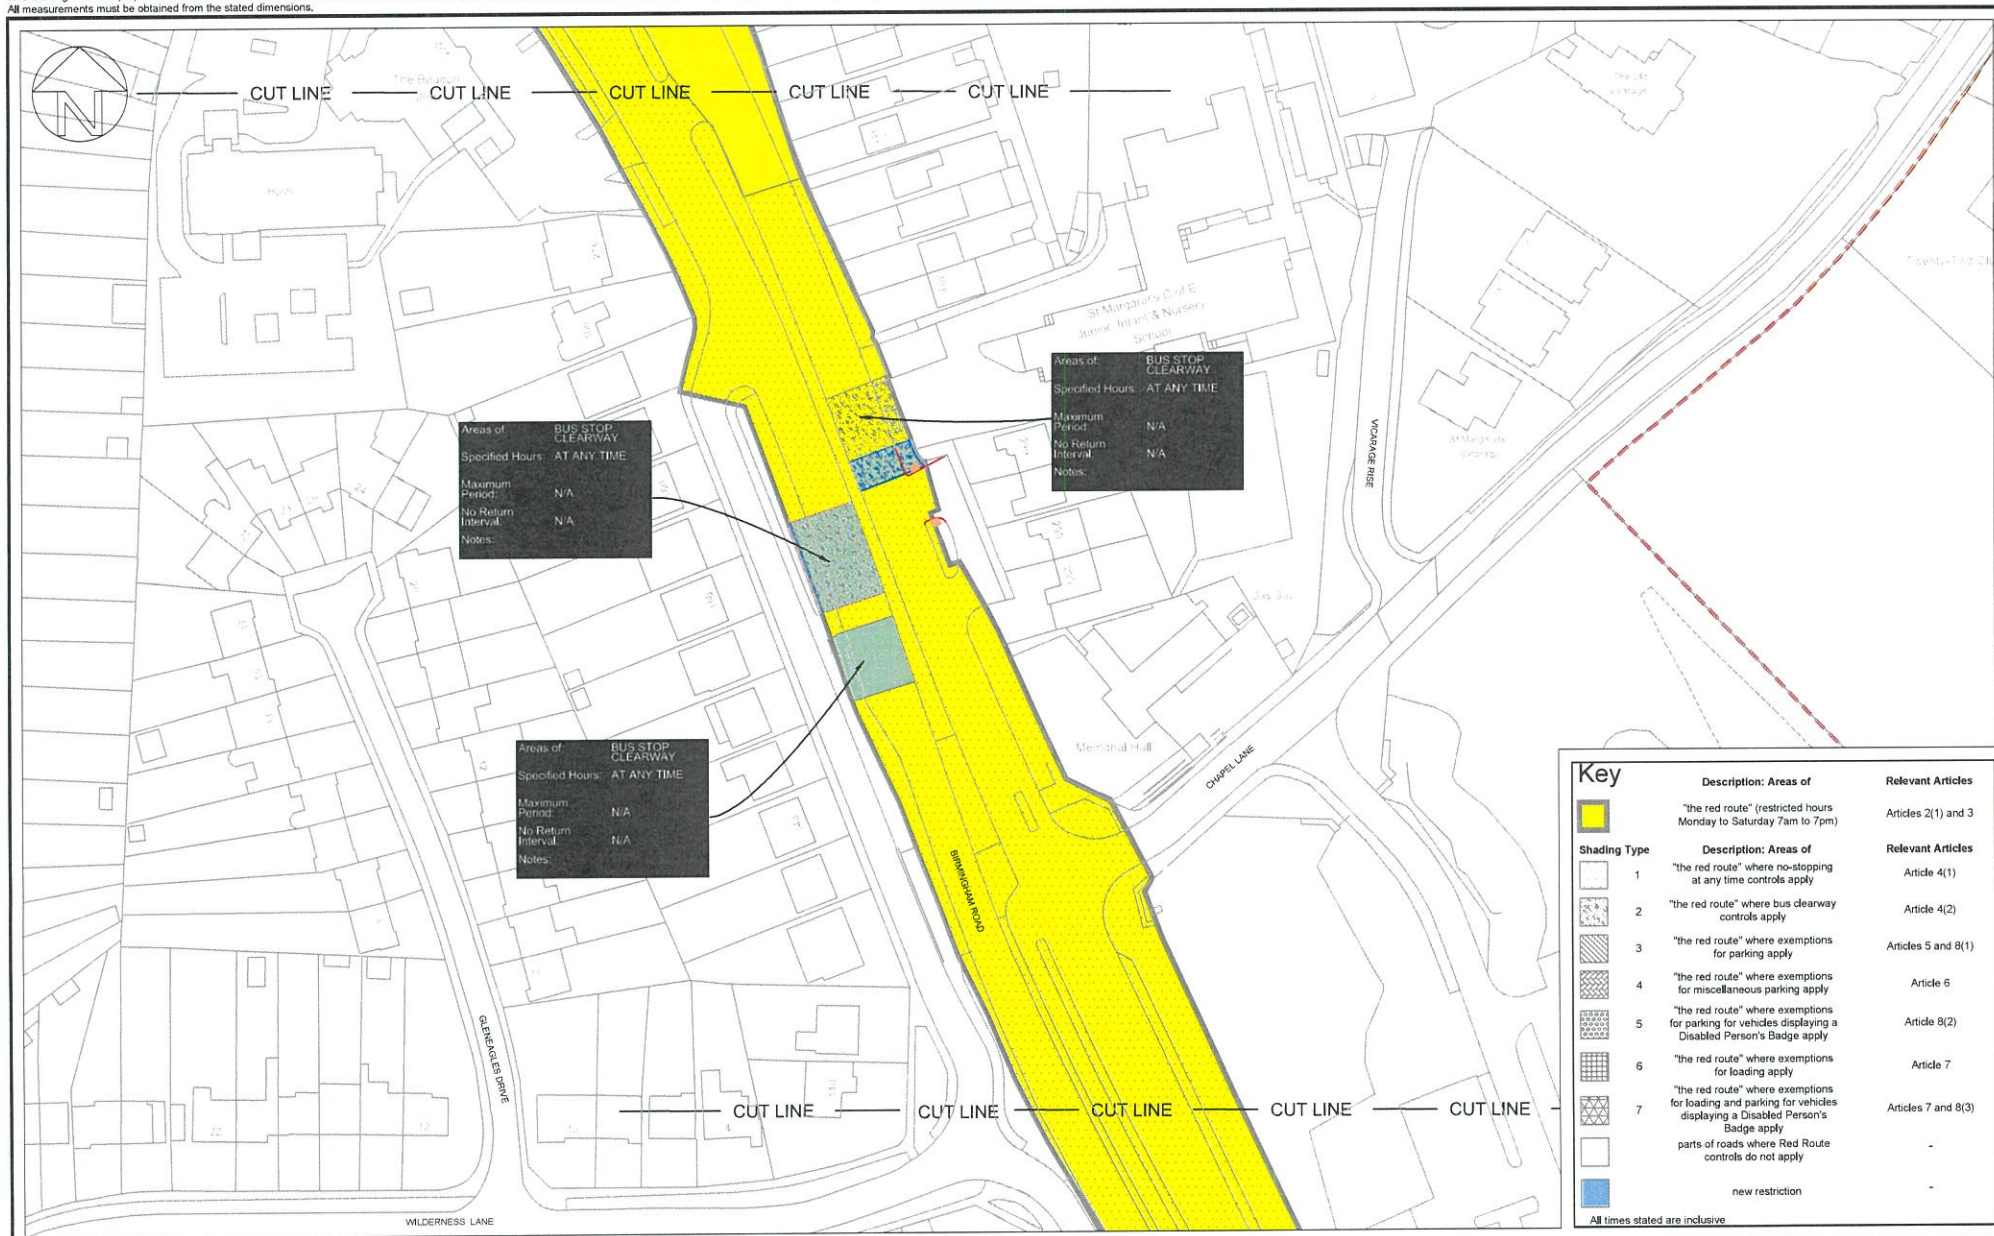 All measurements must be obtained from the stated dimensions.
N
CUT LINE CUT LINE CUT LINE CUT LINE CUT LINE
The Beacon
The Old
Vicarage
Hurst
Twenty-Two
St Margaret's C of E
Junior Infant & Nursery
School
Areas of: BUS STOP
CLEARWAY
Specified Hours: AT ANY TIME
Maximum
Period: N/A
No Return
Interval: N/A
Notes:
Areas of: BUS STOP
CLEARWAY
Specified Hours: AT ANY TIME
Maximum
Period: N/A
No Return
Interval: N/A
Notes:
VICARAGE RISE
St Margarets
Vicarage
Memorial Hall
CHAPEL LANE
Areas of: BUS STOP
CLEARWAY
Specified Hours: AT ANY TIME
Maximum
Period: N/A
No Return
Interval: N/A
Notes:
BIRMINGHAM ROAD
GLENEAGLES DRIVE
CUT LINE CUT LINE CUT LINE CUT LINE CUT LINE
WILDERNESS LANE
Key
Description: Areas of Relevant Articles
"the red route" (restricted hours
Monday to Saturday 7am to 7pm) Articles 2(1) and 3
Shading Type Description: Areas of Relevant Articles
1 "the red route" where no-stopping
at any time controls apply Article 4(1)
2 "the red route" where bus clearway
controls apply Article 4(2)
3 "the red route" where exemptions
for parking apply Articles 5 and 8(1)
4 "the red route" where exemptions
for miscellaneous parking apply Article 6
5 "the red route" where exemptions
for parking for vehicles displaying a
Disabled Person's Badge apply Article 8(2)
6 "the red route" where exemptions
for loading apply Article 7
7 "the red route" where exemptions
for loading and parking for vehicles
displaying a Disabled Person's
Badge apply Articles 7 and 8(3)
parts of roads where Red Route
controls do not apply -
new restriction -
All times stated are inclusive